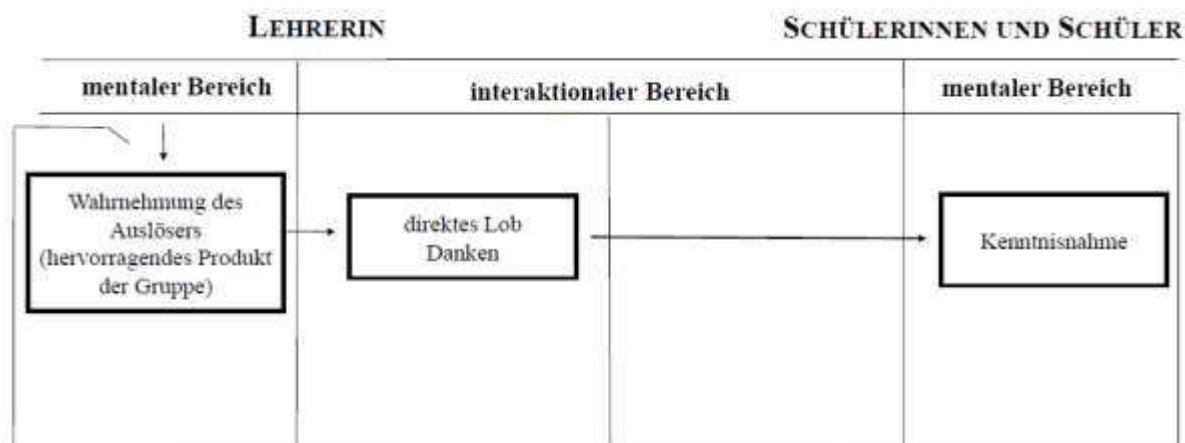 LEHRERIN
SCHÜLERINNEN UND SCHÜLER
mentaler Bereich
interaktionaler Bereich
mentaler Bereich
Wahrnehmung des
Auslösers
(hervorragendes Produkt
der Gruppe)
direktes Lob
Danken
Kenntnisnahme